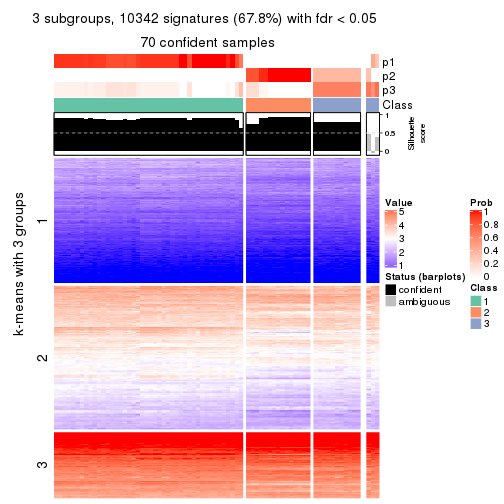 3 subgroups, 10342 signatures (67.8%) with fdr < 0.05
70 confident samples
p1
p2
p3
Class
1
0.5
0
Silhouette
score
k-means with 3 groups
1
2
3
Value
5
4
3
2
1
Status (barplots)
confident
ambiguous
Prob
1
0.8
0.6
0.4
0.2
0
Class
1
2
3